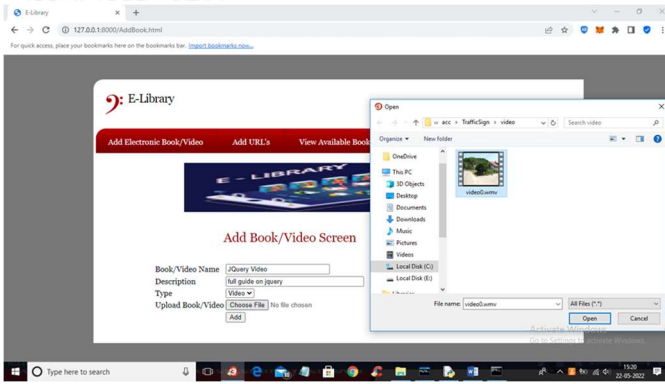 E-Library
127.0.0.1:8000/AddBook.html
For quick access, place your bookmarks here on the bookmarks bar. Import bookmarks now...
E-Library
Add Electronic Book/Video Add URL's View Available Book
E - LIBRARY
Add Book/Video Screen
Book/Video Name JQuery Video
Description full guide on jquery
Type Video
Upload Book/Video Choose File No file chosen
Add
Open
« acc › TrafficSign › video
Search video
Organize New folder
OneDrive
This PC
3D Objects
Desktop
Documents
Downloads
Music
Pictures
Videos
Local Disk (C:)
Local Disk (E:)
video0.wmv
File name: video0.wmv
All Files (*.*)
Open Cancel
Activate Windows
Go to Settings to activate Windows.
Type here to search
15:20
22-05-2022